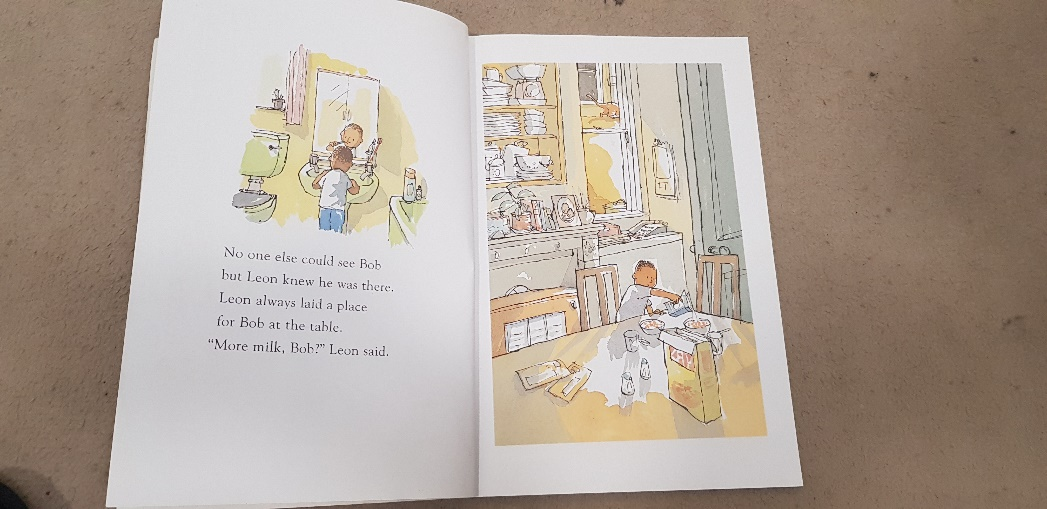 No one else could see Bob
but Leon knew he was there.
Leon always laid a place
for Bob at the table.
“More milk, Bob?” Leon said.